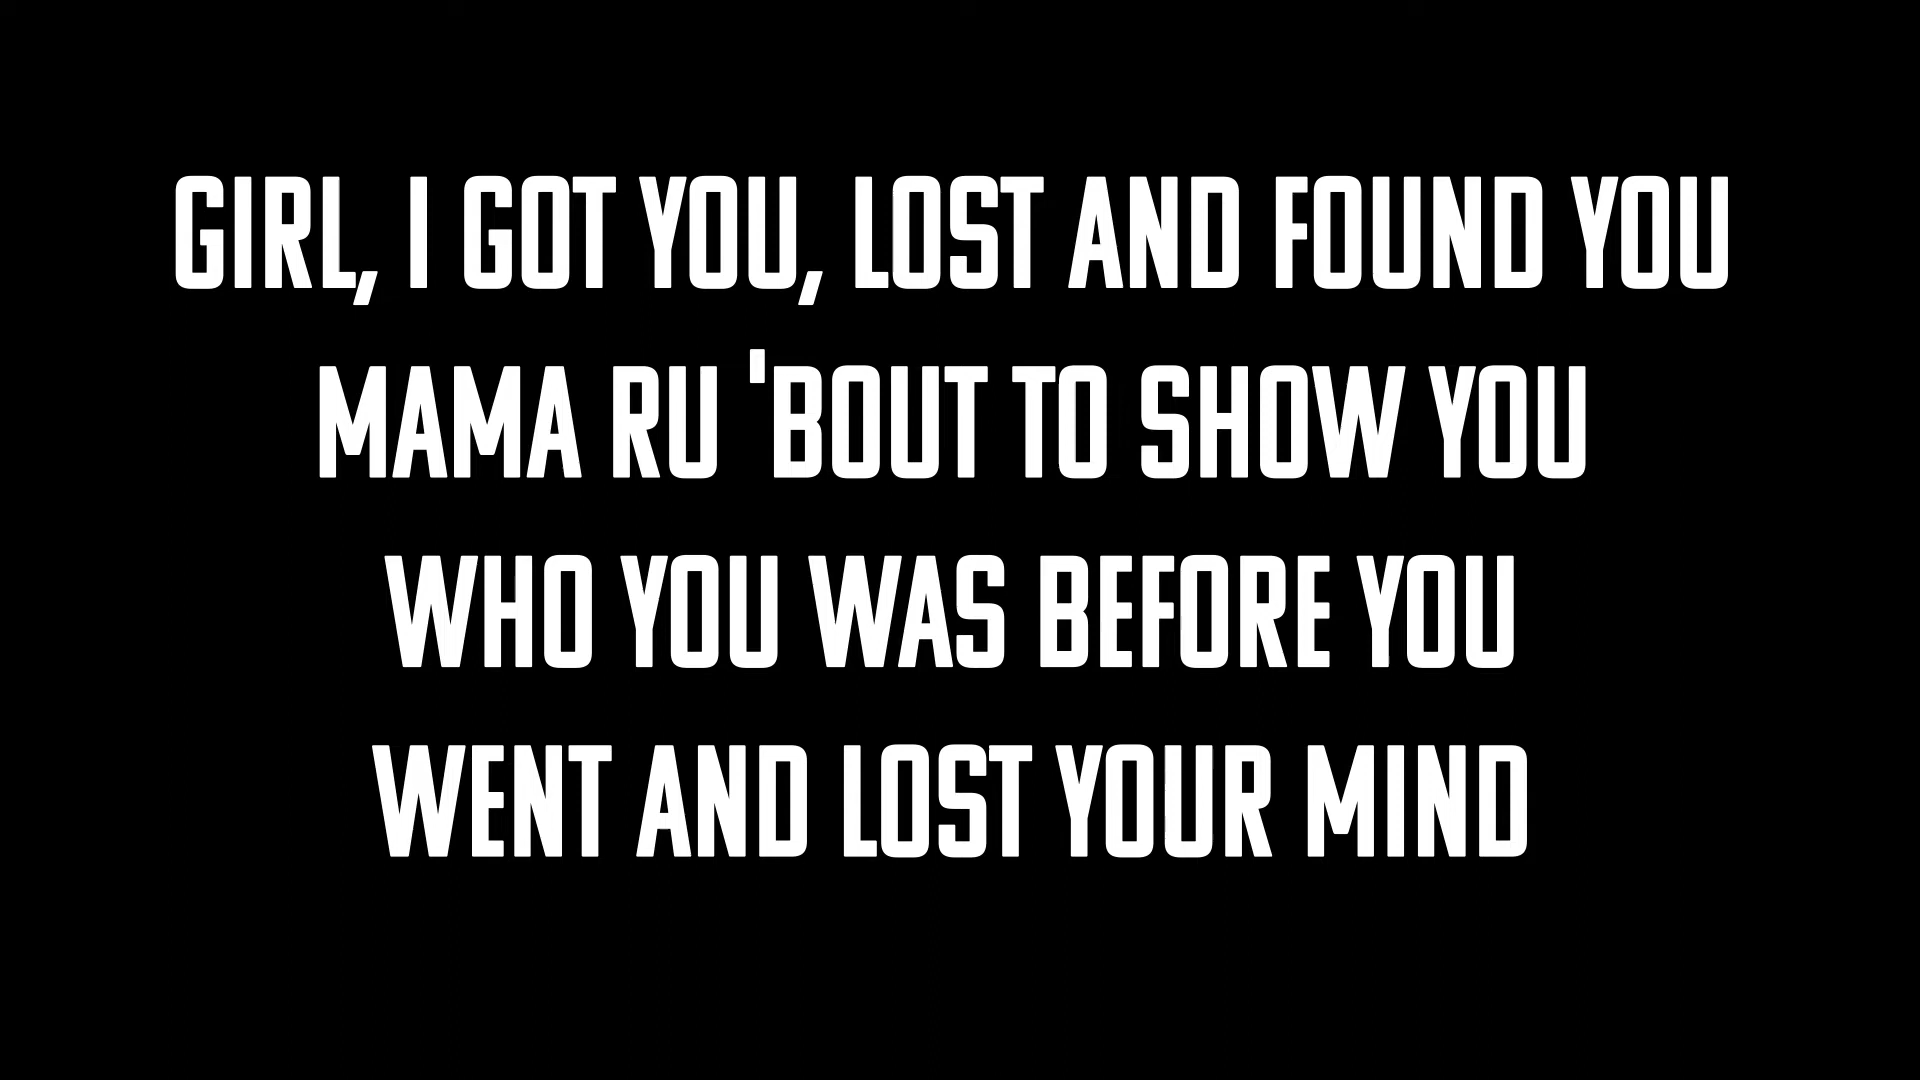 GIRL, I GOT YOU, LOST AND FOUND YOU
MAMA RU 'BOUT TO SHOW YOU
WHO YOU WAS BEFORE YOU
WENT AND LOST YOUR MIND